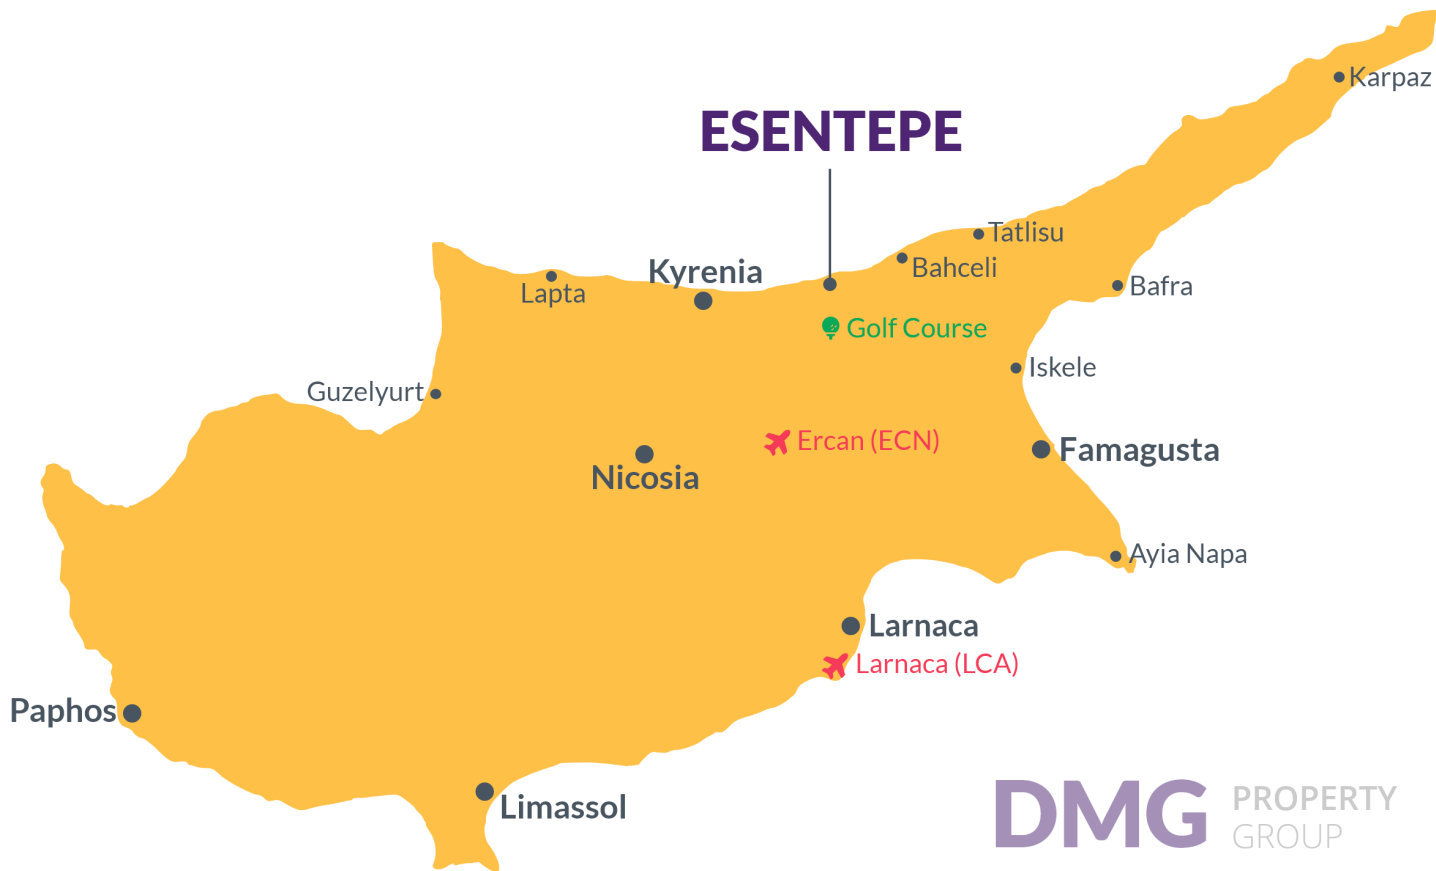 Karpaz
ESENTEPE
Tatlisu
Kyrenia
Bahceli
Lapta
Bafra
Golf Course
Iskele
Guzelyurt
Ercan (ECN)
Famagusta
Nicosia
Ayia Napa
Larnaca
Larnaca (LCA)
Paphos
Limassol
DMG PROPERTY
GROUP